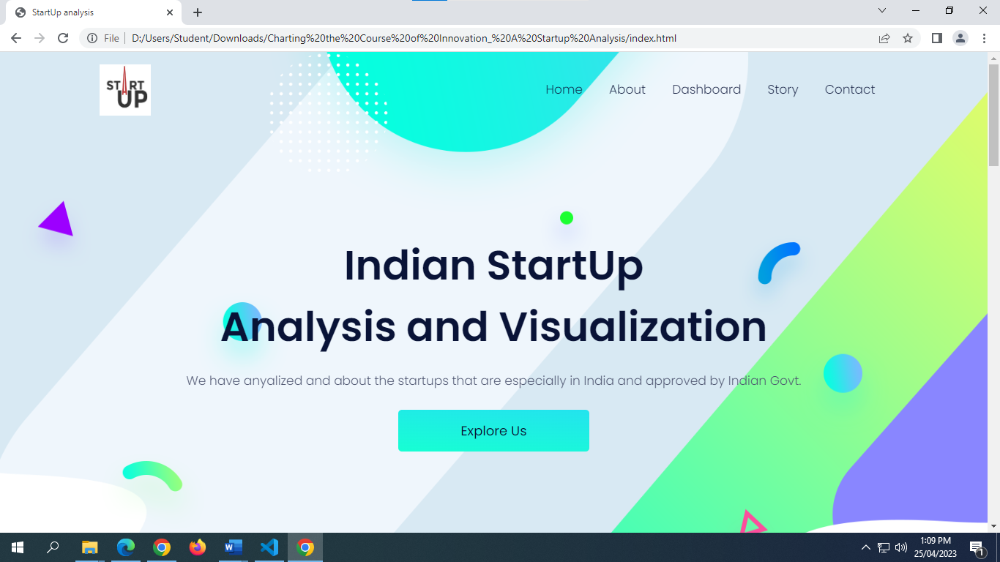 StartUp analysis
File
D:/Users/Student/Downloads/Charting%20the%20Course%20of%20Innovation_%20A%20Startup%20Analysis/index.html
START
UP
Home About Dashboard Story Contact
Indian StartUp
Analysis and Visualization
We have anyalized and about the startups that are especially in India and approved by Indian Govt.
Explore Us
W
1:09 PM
25/04/2023
1